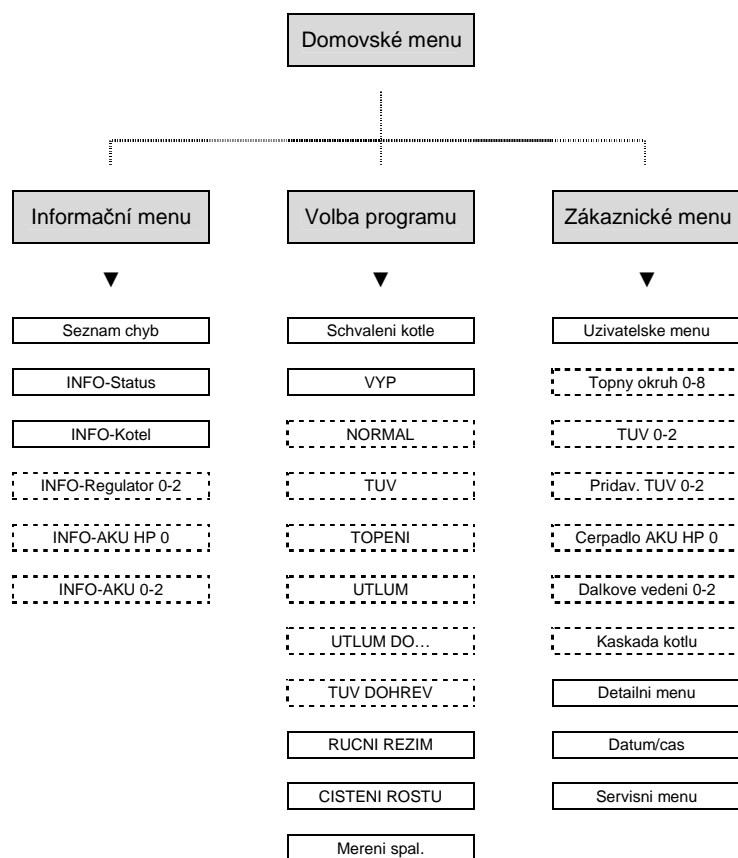 Domovské menu
Informační menu
Volba programu
Zákaznické menu
▼
▼
▼
Seznam chyb
Schvaleni kotle
Uzivatelske menu
INFO-Status
VYP
Topny okruh 0-8
INFO-Kotel
NORMAL
TUV 0-2
INFO-Regulator 0-2
TUV
Pridav. TUV 0-2
INFO-AKU HP 0
TOPENI
Cerpadlo AKU HP 0
INFO-AKU 0-2
UTLUM
Dalkove vedeni 0-2
UTLUM DO…
Kaskada kotlu
TUV DOHREV
Detailni menu
RUCNI REZIM
Datum/cas
CISTENI ROSTU
Servisni menu
Mereni spal.